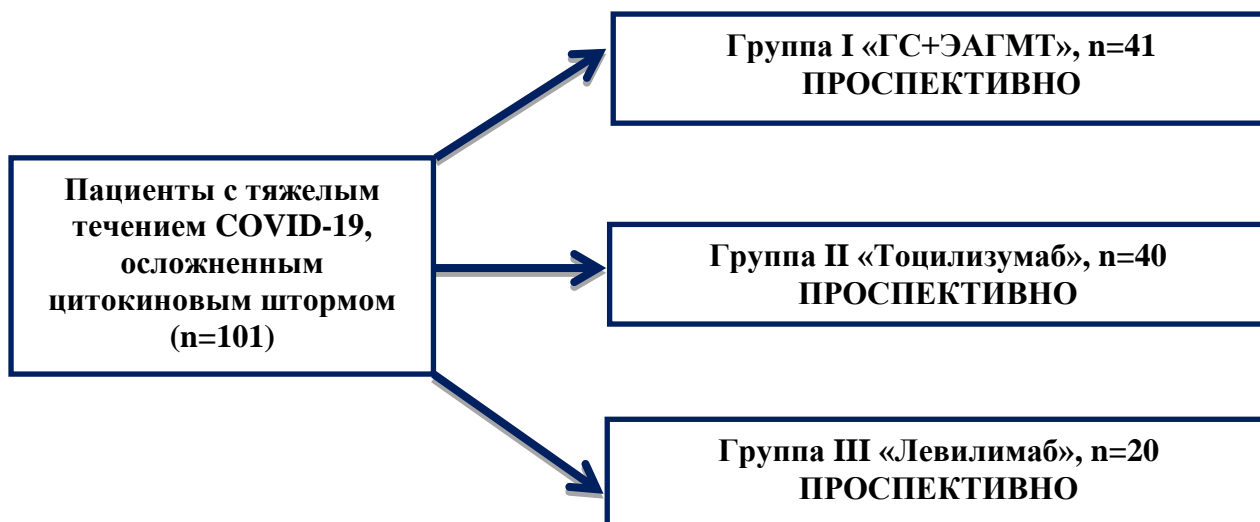 Пациенты с тяжелым
течением COVID-19,
осложненным
цитокиновым штормом
(n=101)
Группа I «ГС+ЭАГМТ», n=41
ПРОСПЕКТИВНО
Группа II «Тоцилизумаб», n=40
ПРОСПЕКТИВНО
Группа III «Левилимаб», n=20
ПРОСПЕКТИВНО